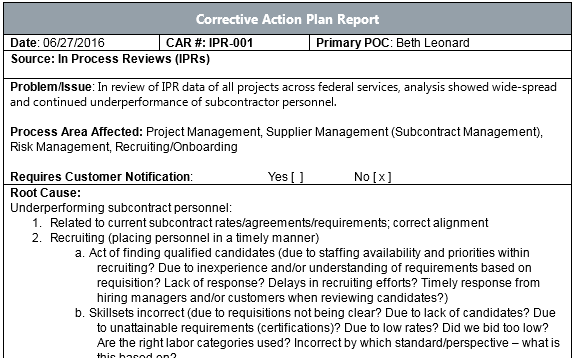 Corrective Action Plan Report
Date: 06/27/2016 CAR #: IPR-001 Primary POC: Beth Leonard
Source: In Process Reviews (IPRs)
Problem/Issue: In review of IPR data of all projects across federal services, analysis showed wide-spread
and continued underperformance of subcontractor personnel.
Process Area Affected: Project Management, Supplier Management (Subcontract Management),
Risk Management, Recruiting/Onboarding
Requires Customer Notification: Yes [ ] No [ x ]
Root Cause:
Underperforming subcontract personnel:
1. Related to current subcontract rates/agreements/requirements; correct alignment
2. Recruiting (placing personnel in a timely manner)
a. Act of finding qualified candidates (due to staffing availability and priorities within
recruiting? Due to inexperience and/or understanding of requirements based on
requisition? Lack of response? Delays in recruiting efforts? Timely response from
hiring managers and/or customers when reviewing candidates?)
b. Skillsets incorrect (due to requisitions not being clear? Due to lack of candidates? Due
to unattainable requirements (certifications)? Due to low rates? Did we bid too low?
Are the right labor categories used? Incorrect by which standard/perspective – what is
this based on?